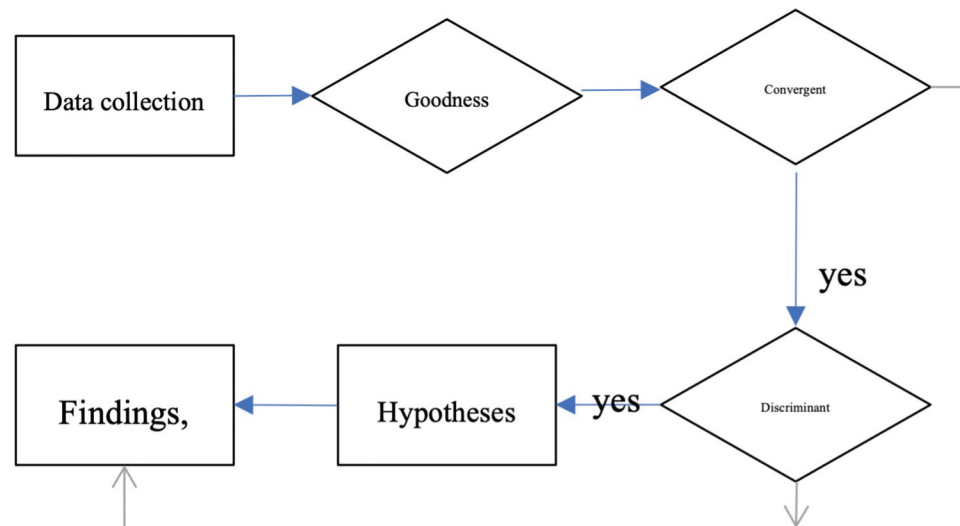 Data collection
Goodness
Convergent
yes
Findings,
Hypotheses
yes
Discriminant